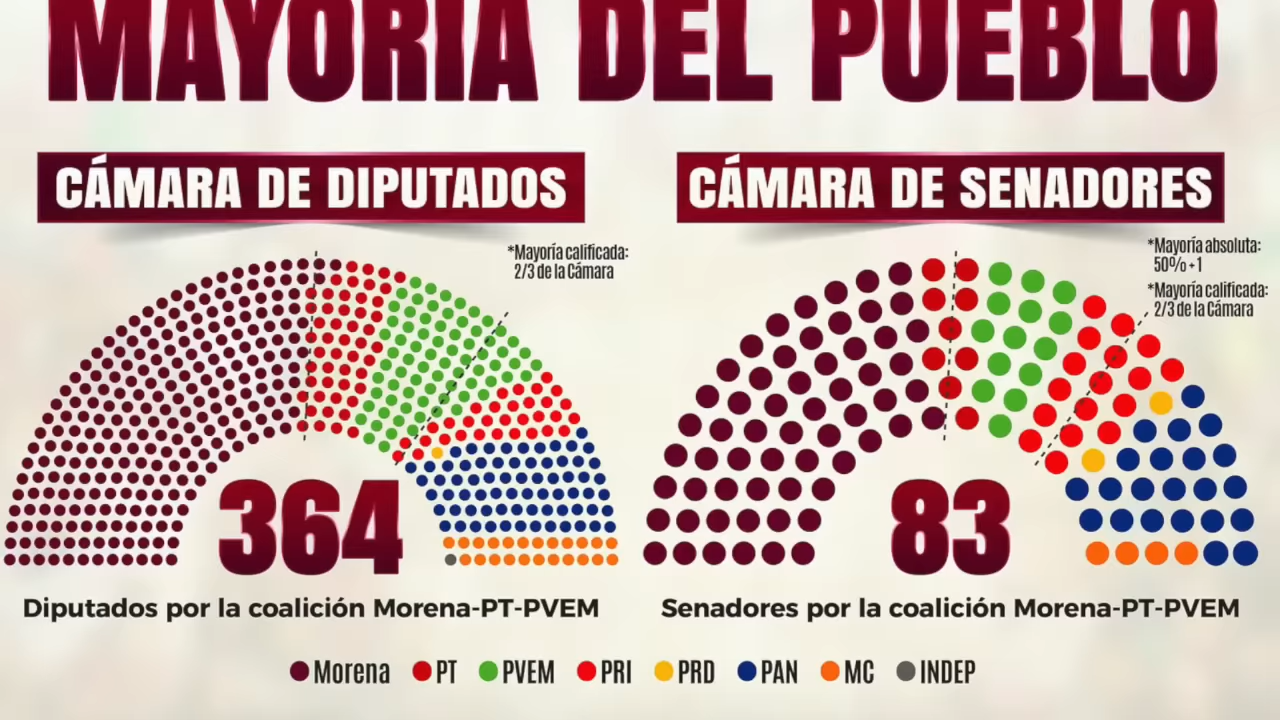 MAYORÍA DEL PUEBLO
CÁMARA DE DIPUTADOS
*Mayoría calificada:
2/3 de la Cámara
364
Diputados por la coalición Morena-PT-PVEM
CÁMARA DE SENADORES
*Mayoría absoluta:
50% +1
*Mayoría calificada:
2/3 de la Cámara
83
Senadores por la coalición Morena-PT-PVEM
Morena PT PVEM PRI PRD PAN MC INDEP